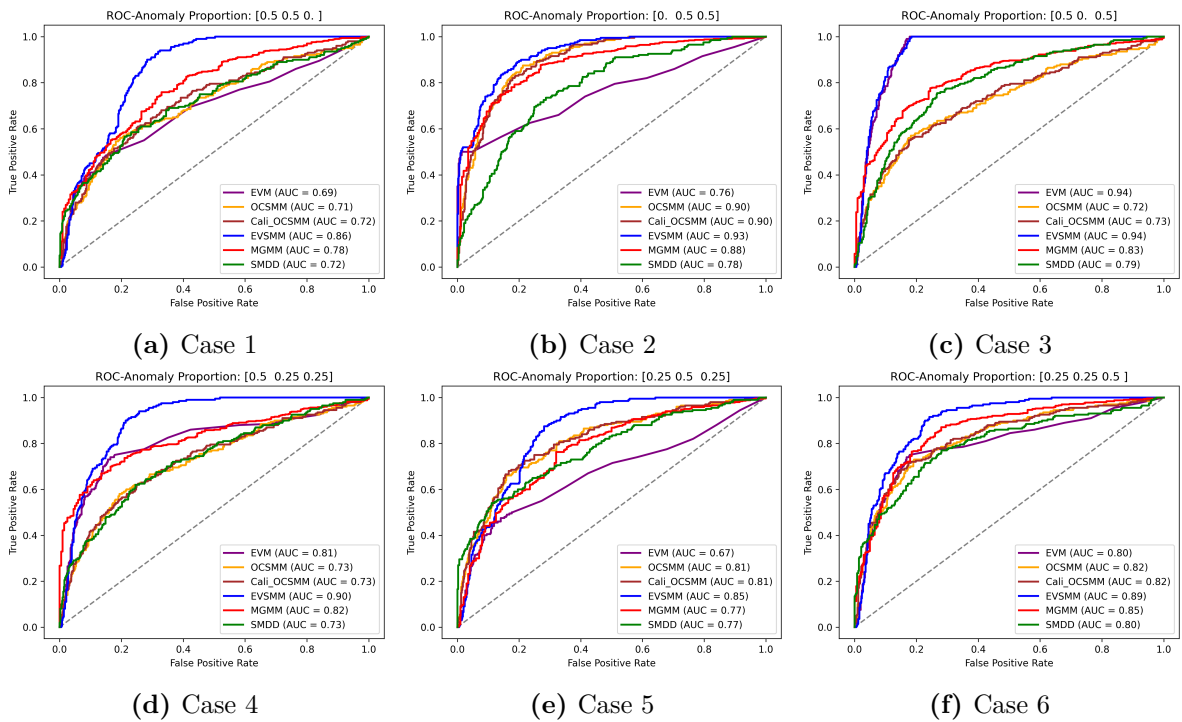 ROC-Anomaly Proportion: [0.5 0.5 0. ]
True Positive Rate
1.0
0.8
0.6
0.4
0.2
0.0
EVM (AUC = 0.69)
OCSMM (AUC = 0.71)
Cali_OCSMM (AUC = 0.72)
EVSMM (AUC = 0.86)
MGMM (AUC = 0.78)
SMDD (AUC = 0.72)
0.0 0.2 0.4 0.6 0.8 1.0
False Positive Rate
(a) Case 1
ROC-Anomaly Proportion: [0. 0.5 0.5]
True Positive Rate
1.0
0.8
0.6
0.4
0.2
0.0
EVM (AUC = 0.76)
OCSMM (AUC = 0.90)
Cali_OCSMM (AUC = 0.90)
EVSMM (AUC = 0.93)
MGMM (AUC = 0.88)
SMDD (AUC = 0.78)
0.0 0.2 0.4 0.6 0.8 1.0
False Positive Rate
(b) Case 2
ROC-Anomaly Proportion: [0.5 0. 0.5]
True Positive Rate
1.0
0.8
0.6
0.4
0.2
0.0
EVM (AUC = 0.94)
OCSMM (AUC = 0.72)
Cali_OCSMM (AUC = 0.73)
EVSMM (AUC = 0.94)
MGMM (AUC = 0.83)
SMDD (AUC = 0.79)
0.0 0.2 0.4 0.6 0.8 1.0
False Positive Rate
(c) Case 3
ROC-Anomaly Proportion: [0.5 0.25 0.25]
True Positive Rate
1.0
0.8
0.6
0.4
0.2
0.0
EVM (AUC = 0.81)
OCSMM (AUC = 0.73)
Cali_OCSMM (AUC = 0.73)
EVSMM (AUC = 0.90)
MGMM (AUC = 0.82)
SMDD (AUC = 0.73)
0.0 0.2 0.4 0.6 0.8 1.0
False Positive Rate
(d) Case 4
ROC-Anomaly Proportion: [0.25 0.5 0.25]
True Positive Rate
1.0
0.8
0.6
0.4
0.2
0.0
EVM (AUC = 0.67)
OCSMM (AUC = 0.81)
Cali_OCSMM (AUC = 0.81)
EVSMM (AUC = 0.85)
MGMM (AUC = 0.77)
SMDD (AUC = 0.77)
0.0 0.2 0.4 0.6 0.8 1.0
False Positive Rate
(e) Case 5
ROC-Anomaly Proportion: [0.25 0.25 0.5 ]
True Positive Rate
1.0
0.8
0.6
0.4
0.2
0.0
EVM (AUC = 0.80)
OCSMM (AUC = 0.82)
Cali_OCSMM (AUC = 0.82)
EVSMM (AUC = 0.89)
MGMM (AUC = 0.85)
SMDD (AUC = 0.80)
0.0 0.2 0.4 0.6 0.8 1.0
False Positive Rate
(f) Case 6